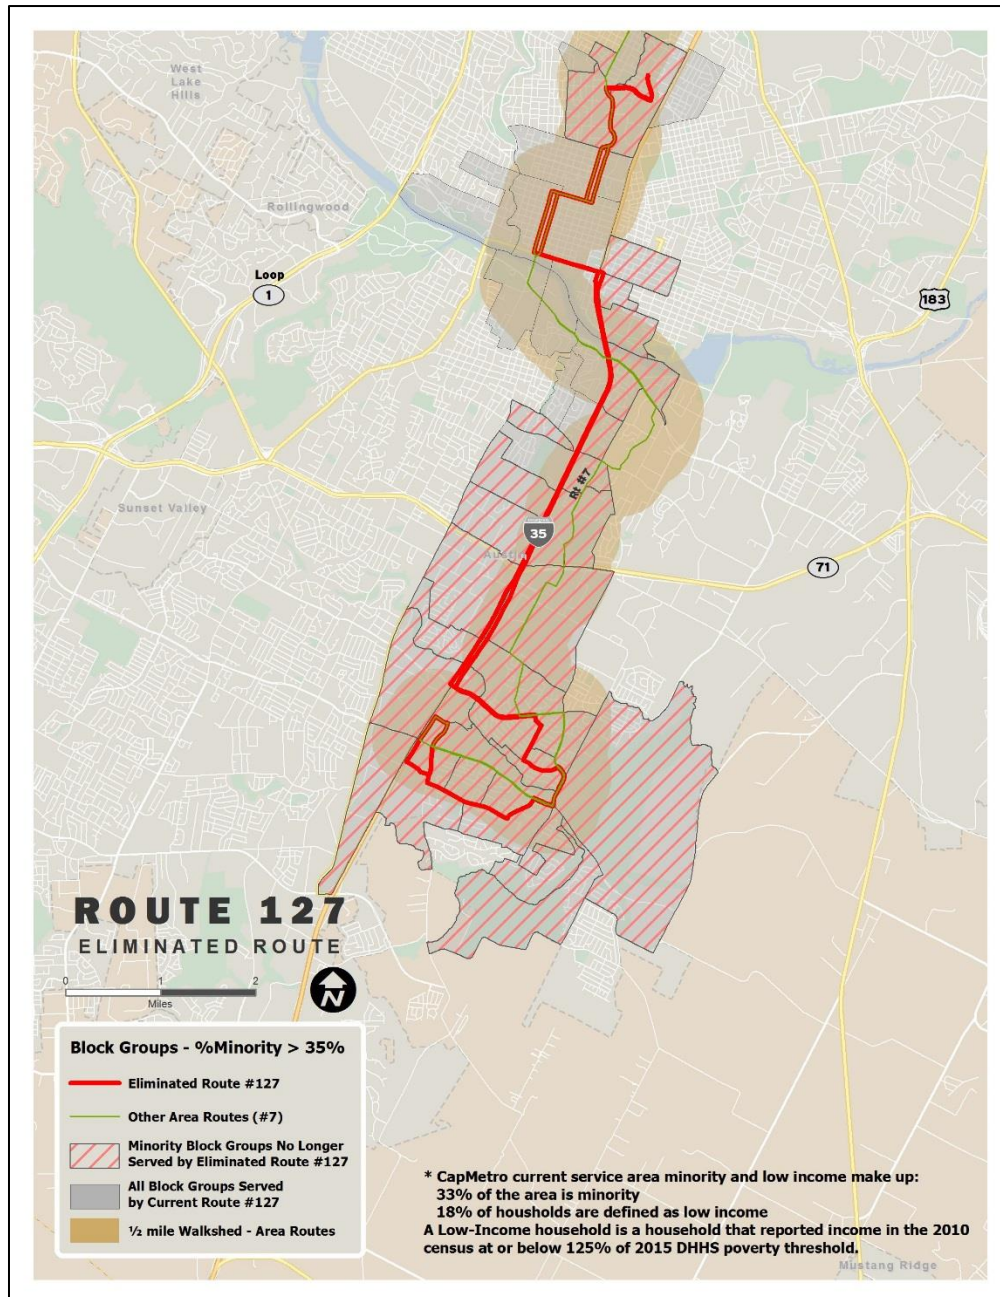 West
Lake
Hills
Rollingwood
Loop
1
183
Sunset Valley
Rt #7
35
Austin
71
ROUTE 127
ELIMINATED ROUTE
0 1 2
Miles
N
Block Groups - %Minority > 35%
Eliminated Route #127
Other Area Routes (#7)
Minority Block Groups No Longer
Served by Eliminated Route #127
All Block Groups Served
by Current Route #127
½ mile Walkshed - Area Routes
* CapMetro current service area minority and low income make up:
33% of the area is minority
18% of housholds are defined as low income
A Low-Income household is a household that reported income in the 2010
census at or below 125% of 2015 DHHS poverty threshold.
Mustang Ridge